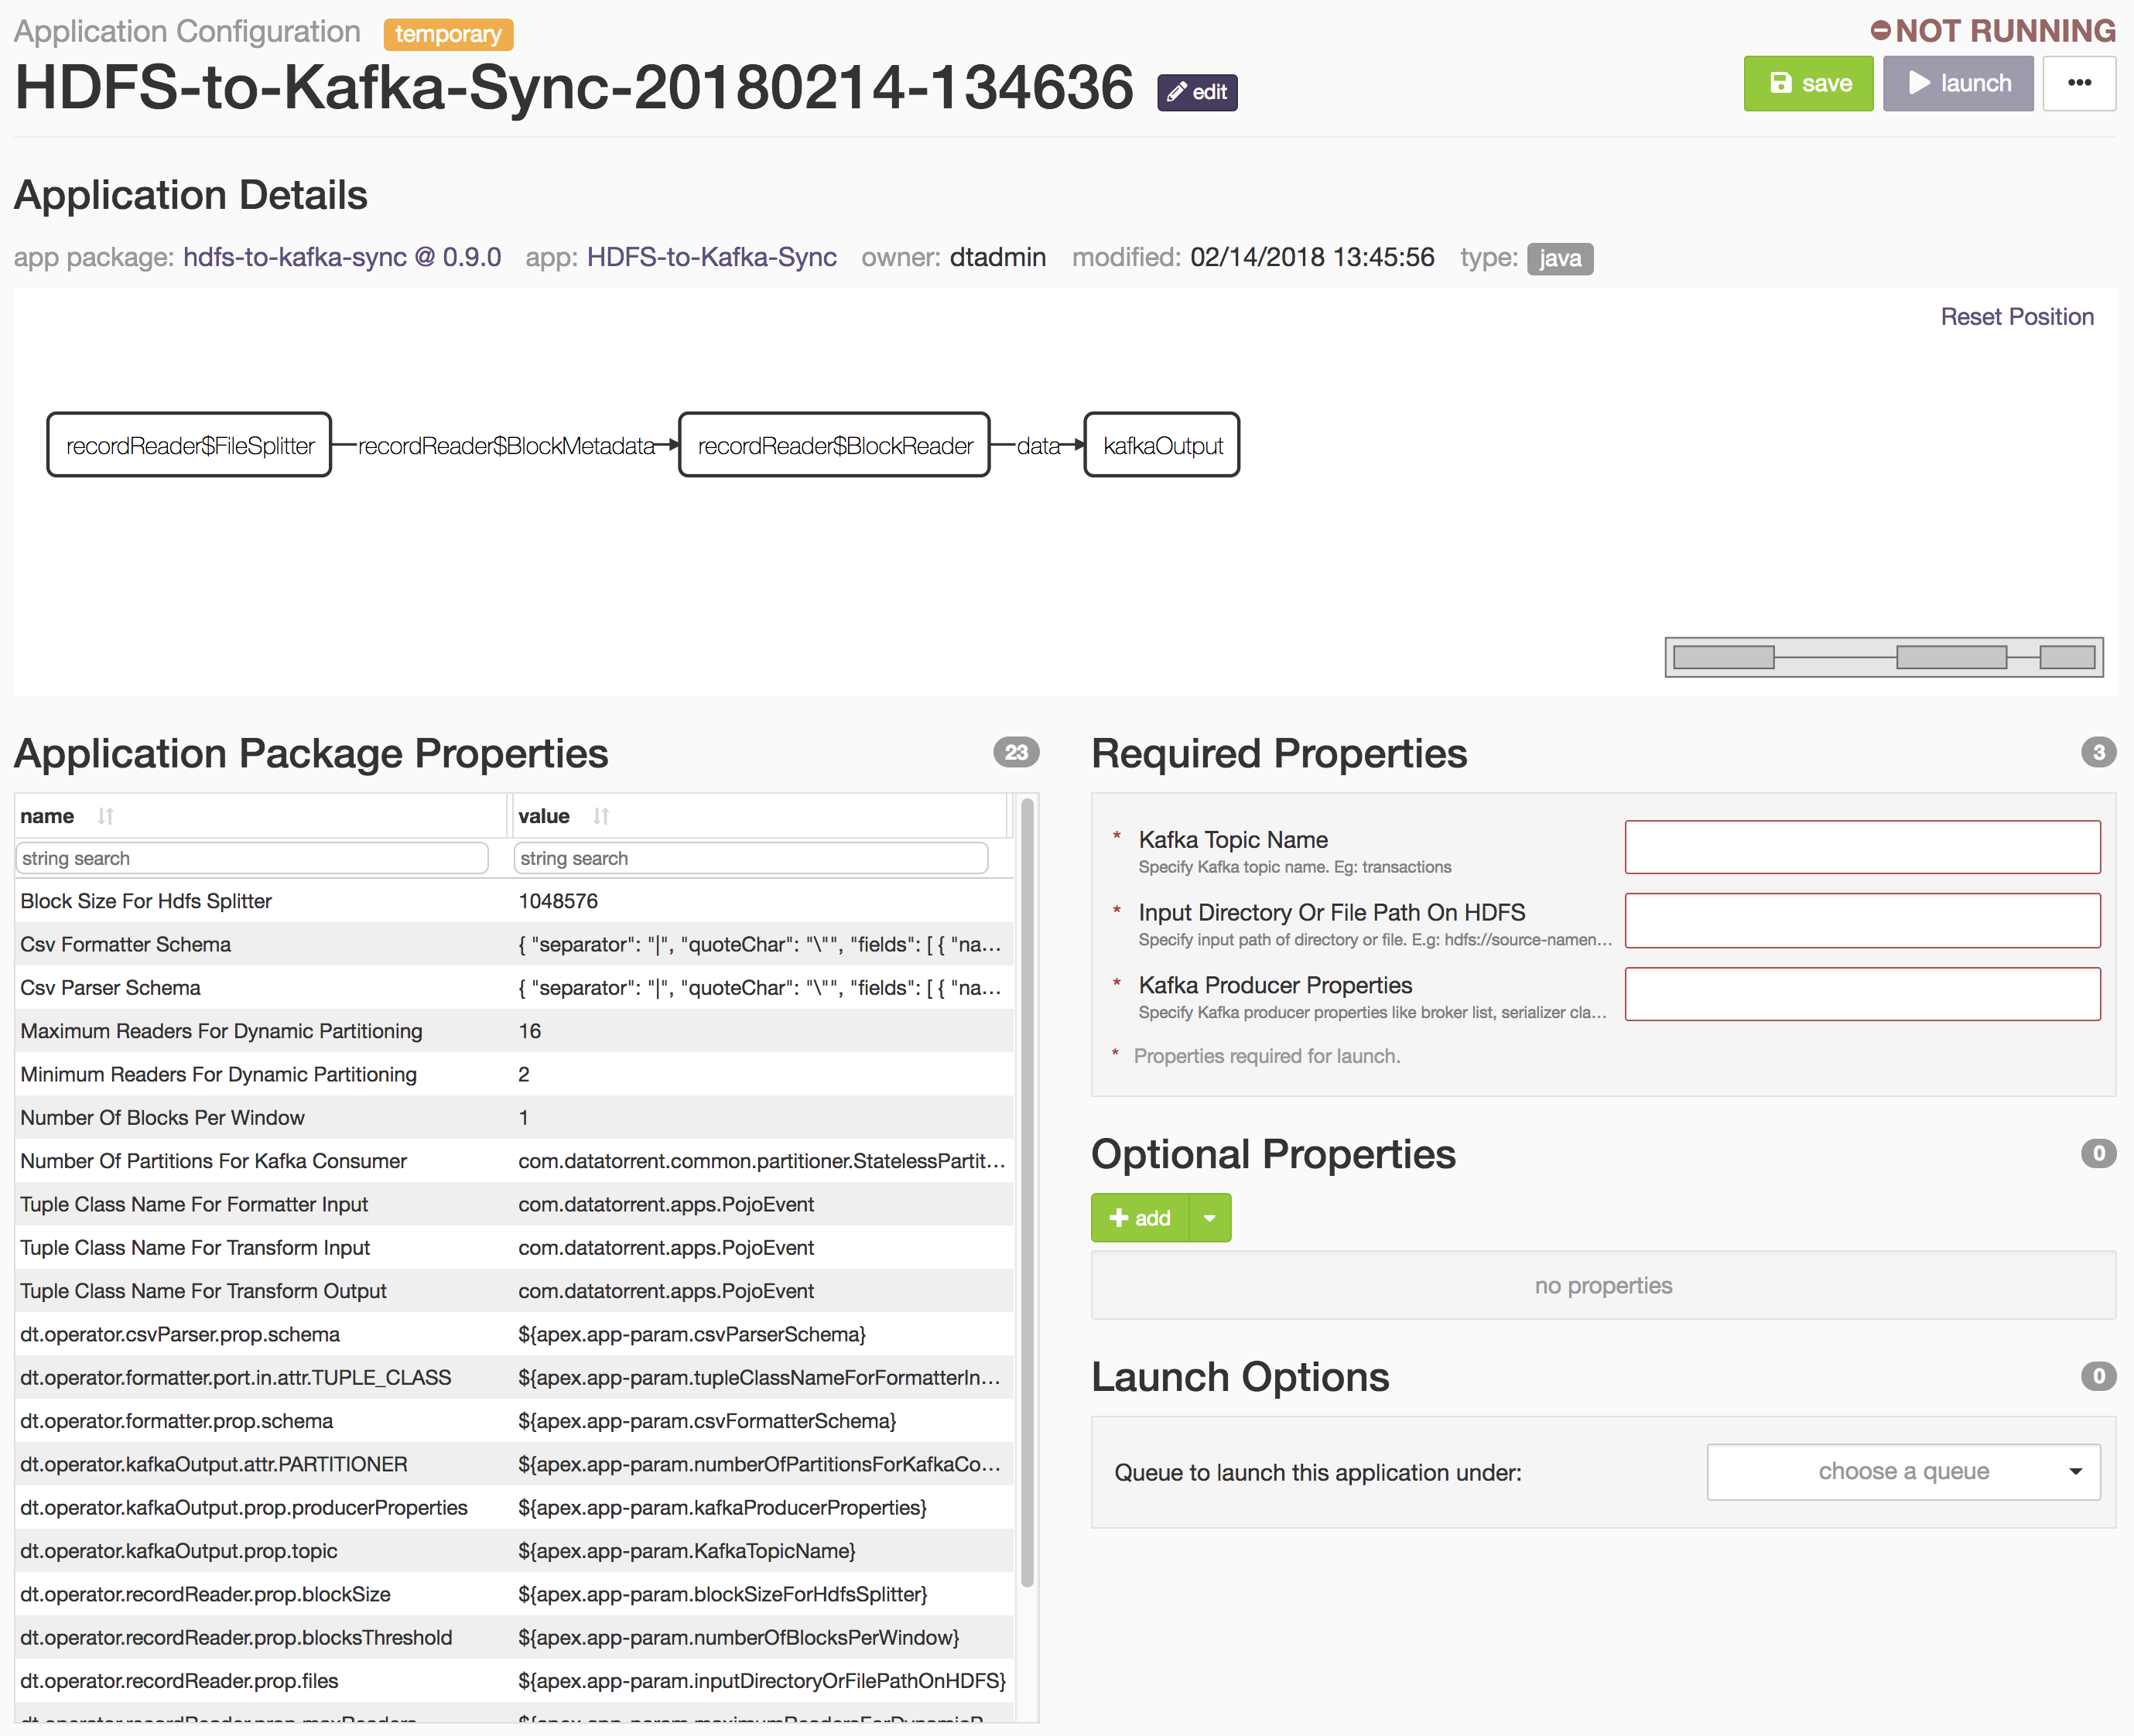 Application Configuration temporary
NOT RUNNING
HDFS-to-Kafka-Sync-20180214-134636 edit
save launch •••
Application Details
app package: hdfs-to-kafka-sync @ 0.9.0 app: HDFS-to-Kafka-Sync owner: dtadmin modified: 02/14/2018 13:45:56 type: java
Reset Position
recordReader$FileSplitter recordReader$BlockMetadata recordReader$BlockReader data kafkaOutput
Application Package Properties 23
name value
string search string search
Block Size For Hdfs Splitter 1048576
Csv Formatter Schema { "separator": "|", "quoteChar": "\"", "fields": [ { "na...
Csv Parser Schema { "separator": "|", "quoteChar": "\"", "fields": [ { "na...
Maximum Readers For Dynamic Partitioning 16
Minimum Readers For Dynamic Partitioning 2
Number Of Blocks Per Window 1
Number Of Partitions For Kafka Consumer com.datatorrent.common.partitioner.StatelessPartit...
Tuple Class Name For Formatter Input com.datatorrent.apps.PojoEvent
Tuple Class Name For Transform Input com.datatorrent.apps.PojoEvent
Tuple Class Name For Transform Output com.datatorrent.apps.PojoEvent
dt.operator.csvParser.prop.schema ${apex.app-param.csvParserSchema}
dt.operator.formatter.port.in.attr.TUPLE_CLASS ${apex.app-param.tupleClassNameForFormatterIn...
dt.operator.formatter.prop.schema ${apex.app-param.csvFormatterSchema}
dt.operator.kafkaOutput.attr.PARTITIONER ${apex.app-param.numberOfPartitionsForKafkaCo...
dt.operator.kafkaOutput.prop.producerProperties ${apex.app-param.kafkaProducerProperties}
dt.operator.kafkaOutput.prop.topic ${apex.app-param.KafkaTopicName}
dt.operator.recordReader.prop.blockSize ${apex.app-param.blockSizeForHdfsSplitter}
dt.operator.recordReader.prop.blocksThreshold ${apex.app-param.numberOfBlocksPerWindow}
dt.operator.recordReader.prop.files ${apex.app-param.inputDirectoryOrFilePathOnHDFS}
Required Properties 3
* Kafka Topic Name
Specify Kafka topic name. Eg: transactions
* Input Directory Or File Path On HDFS
Specify input path of directory or file. E.g: hdfs://source-namen...
* Kafka Producer Properties
Specify Kafka producer properties like broker list, serializer cla...
* Properties required for launch.
Optional Properties 0
add
no properties
Launch Options 0
Queue to launch this application under: choose a queue